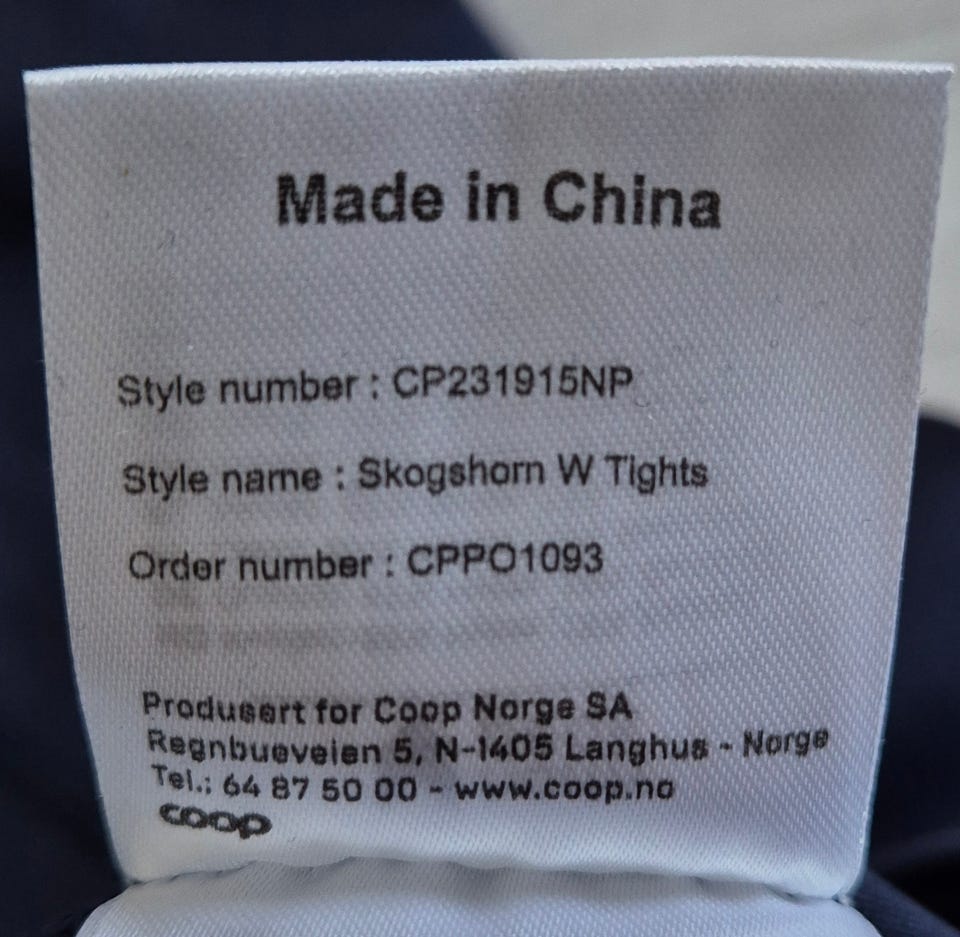 Made in China
Style number : CP231915NP
Style name : Skogshorn W Tights
Order number : CPPO1093
Produsert for Coop Norge SA
Regnbueveien 5, N-1405 Langhus - Norge
Tel.: 64 87 50 00 - www.coop.no
coop